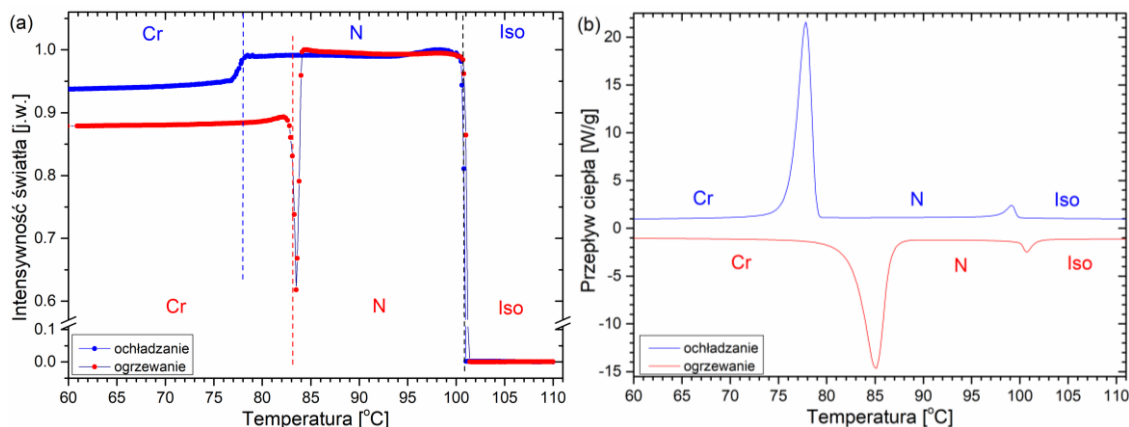 (a)
Cr N Iso
1.0
0.9
0.8
0.7
0.6
0.1
0.0
Intensywność światła [j.w.]
Cr N Iso
ochładzanie
ogrzewanie
60 65 70 75 80 85 90 95 100 105 110
Temperatura [°C]
(b)
20
15
10
5
0
-5
-10
-15
Przepływ ciepła [W/g]
Cr N Iso
Cr N Iso
ochładzanie
ogrzewanie
60 65 70 75 80 85 90 95 100 105 110
Temperatura [°C]